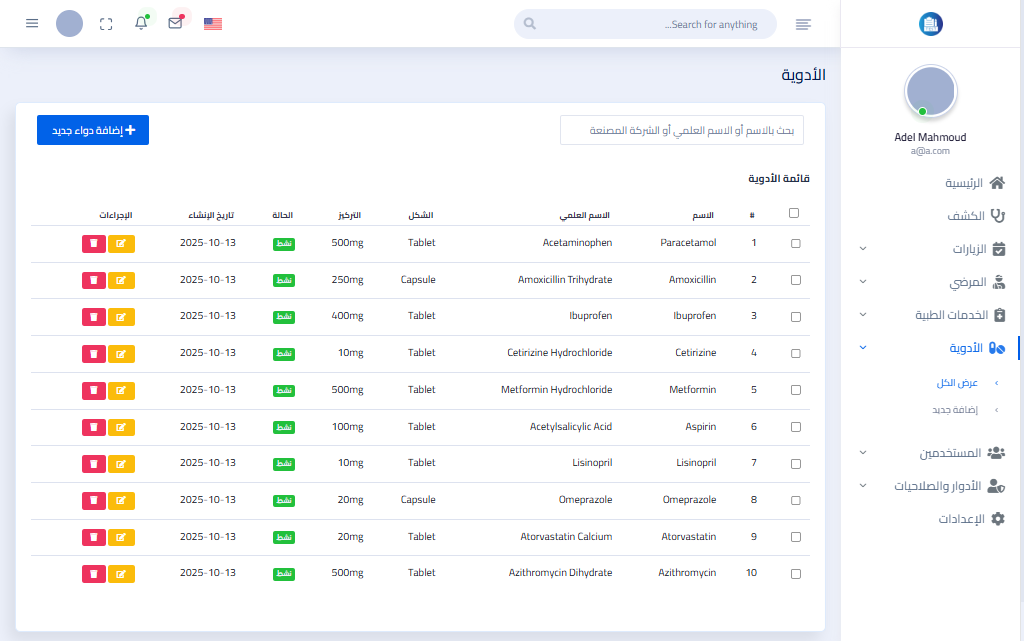 Search for anything...
Adel Mahmoud
a@a.com
الرئيسية
الكشف
الزيارات
المرضي
الخدمات الطبية
الأدوية
عرض الكل
إضافة جديد
المستخدمين
الأدوار والصلاحيات
الإعدادات
الأدوية
بحث بالاسم أو الاسم العلمي أو الشركة المصنعة
إضافة دواء جديد
قائمة الأدوية
# الاسم الاسم العلمي الشكل التركيز الحالة تاريخ الإنشاء الإجراءات
1 Paracetamol Acetaminophen Tablet 500mg نشط 2025-10-13
2 Amoxicillin Amoxicillin Trihydrate Capsule 250mg نشط 2025-10-13
3 Ibuprofen Ibuprofen Tablet 400mg نشط 2025-10-13
4 Cetirizine Cetirizine Hydrochloride Tablet 10mg نشط 2025-10-13
5 Metformin Metformin Hydrochloride Tablet 500mg نشط 2025-10-13
6 Aspirin Acetylsalicylic Acid Tablet 100mg نشط 2025-10-13
7 Lisinopril Lisinopril Tablet 10mg نشط 2025-10-13
8 Omeprazole Omeprazole Capsule 20mg نشط 2025-10-13
9 Atorvastatin Atorvastatin Calcium Tablet 20mg نشط 2025-10-13
10 Azithromycin Azithromycin Dihydrate Tablet 500mg نشط 2025-10-13